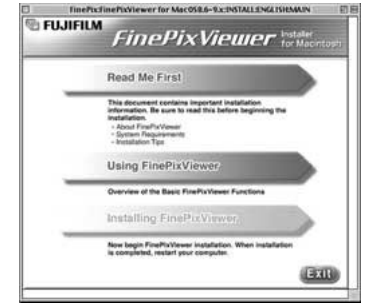 FinePix:FinePixViewer for MacOS8.6-9.x:INSTALL:ENGLISH:MAIN
FUJIFILM
FinePixViewer Installer for Macintosh
Read Me First
This document contains important installation
information. Be sure to read this before beginning the
installation.
- About FinePixViewer
- System Requirements
- Installation Tips
Using FinePixViewer
Overview of the Basic FinePixViewer Functions
Installing FinePixViewer
Now begin FinePixViewer installation. When installation
is completed, restart your computer.
Exit